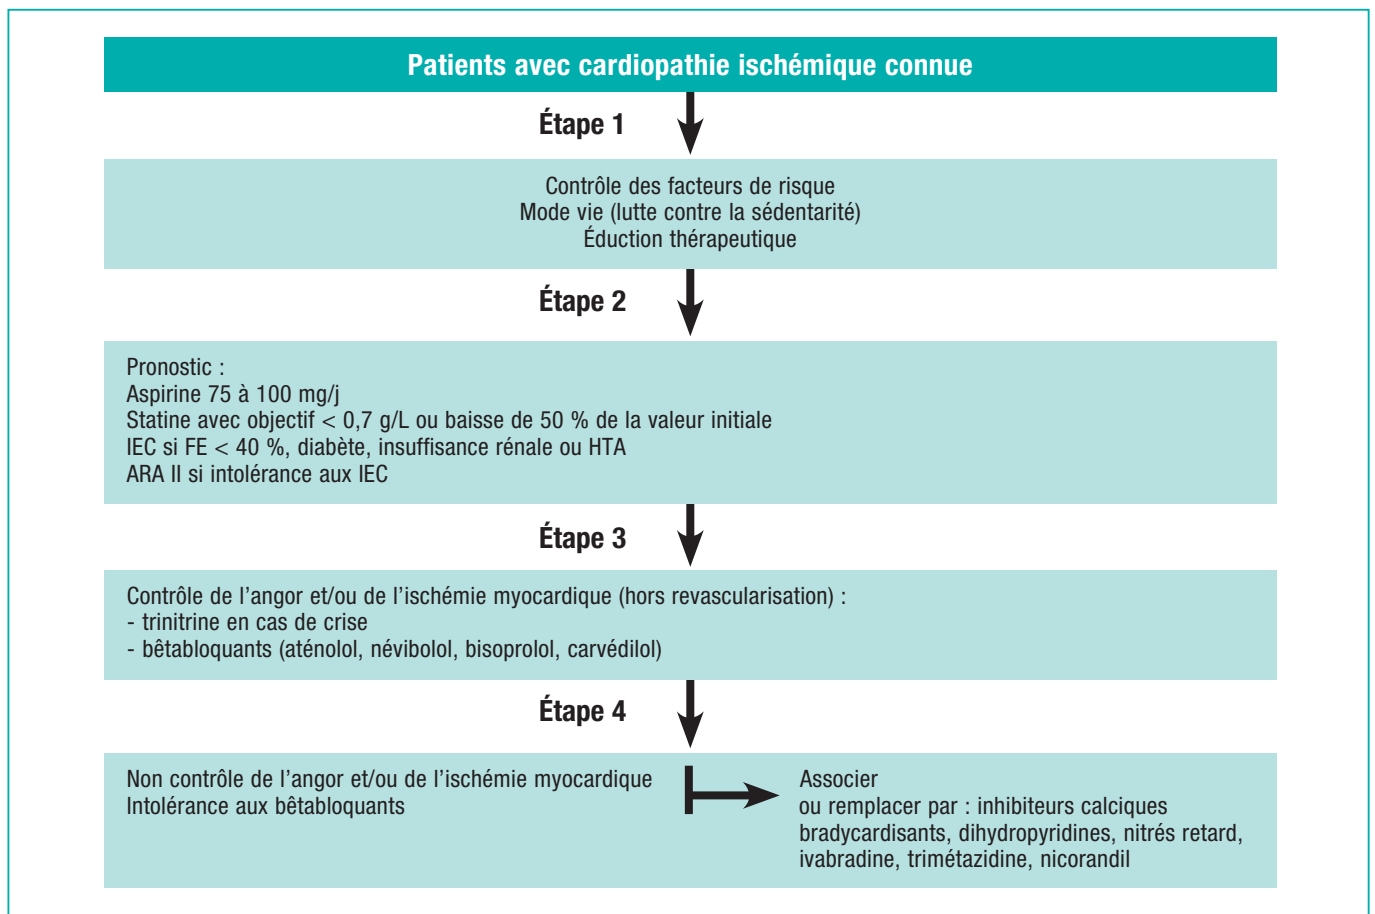 Patients avec cardiopathie ischémique connue
Étape 1
Contrôle des facteurs de risque
Mode vie (lutte contre la sédentarité)
Éduction thérapeutique
Étape 2
Pronostic :
Aspirine 75 à 100 mg/j
Statine avec objectif < 0,7 g/L ou baisse de 50 % de la valeur initiale
IEC si FE < 40 %, diabète, insuffisance rénale ou HTA
ARA II si intolérance aux IEC
Étape 3
Contrôle de l'angor et/ou de l'ischémie myocardique (hors revascularisation) :
- trinitrine en cas de crise
- bêtabloquants (aténolol, névibolol, bisoprolol, carvédilol)
Étape 4
Non contrôle de l'angor et/ou de l'ischémie myocardique
Intolérance aux bêtabloquants
Associer
ou remplacer par : inhibiteurs calciques
bradycardisants, dihydropyridines, nitrés retard,
ivabradine, trimétazidine, nicorandil